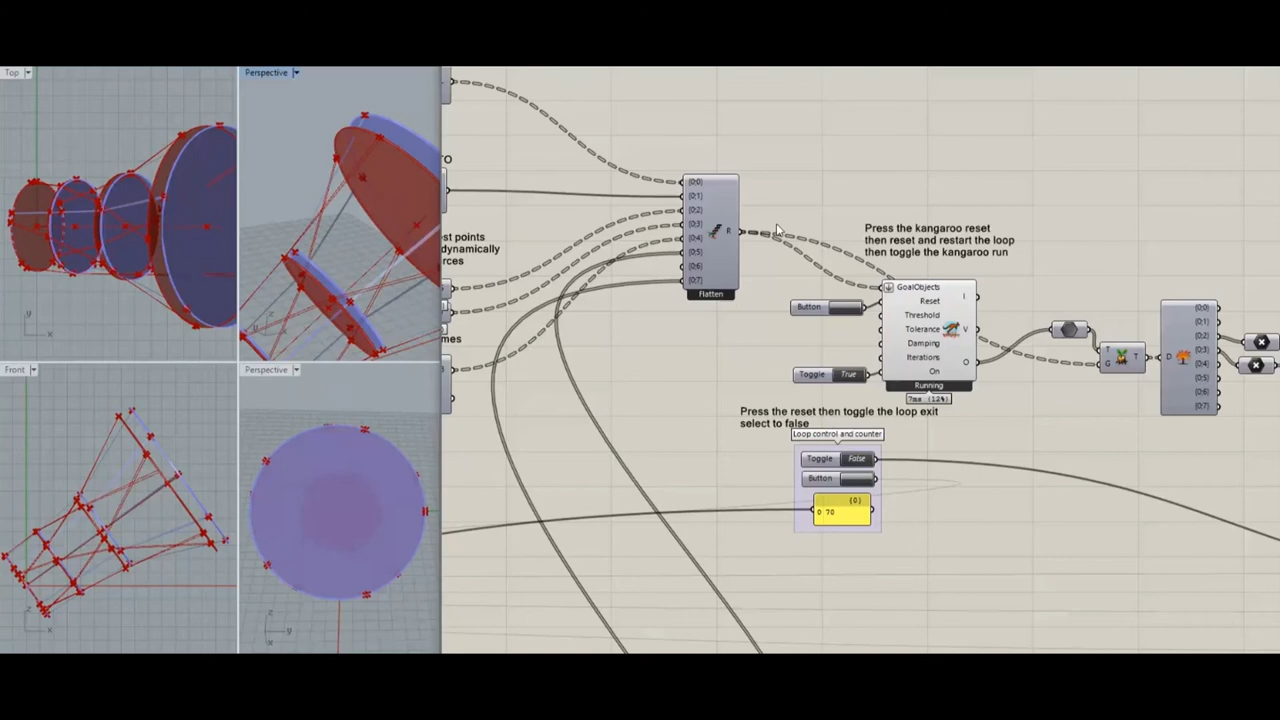 Top
Perspective
TO
est points
dynamically
rces
mes
{0;0}
{0;1}
{0;2}
{0;3}
{0;4}
{0;5}
{0;6}
{0;7}
R
Flatten
Press the kangaroo reset
then reset and restart the loop
then toggle the kangaroo run
Button
Toggle True
GoalObjects
Reset
Threshold
Tolerance
Damping
Iterations
On
I
V
O
Running
7ms (12%)
T
G
T
D
{0;0}
{0;1}
{0;2}
{0;3}
{0;4}
{0;5}
{0;6}
{0;7}
Press the reset then toggle the loop exit
select to false
Loop control and counter
Toggle False
Button
{0}
0 70
y
x
Front
Perspective
z
x
z
y
x